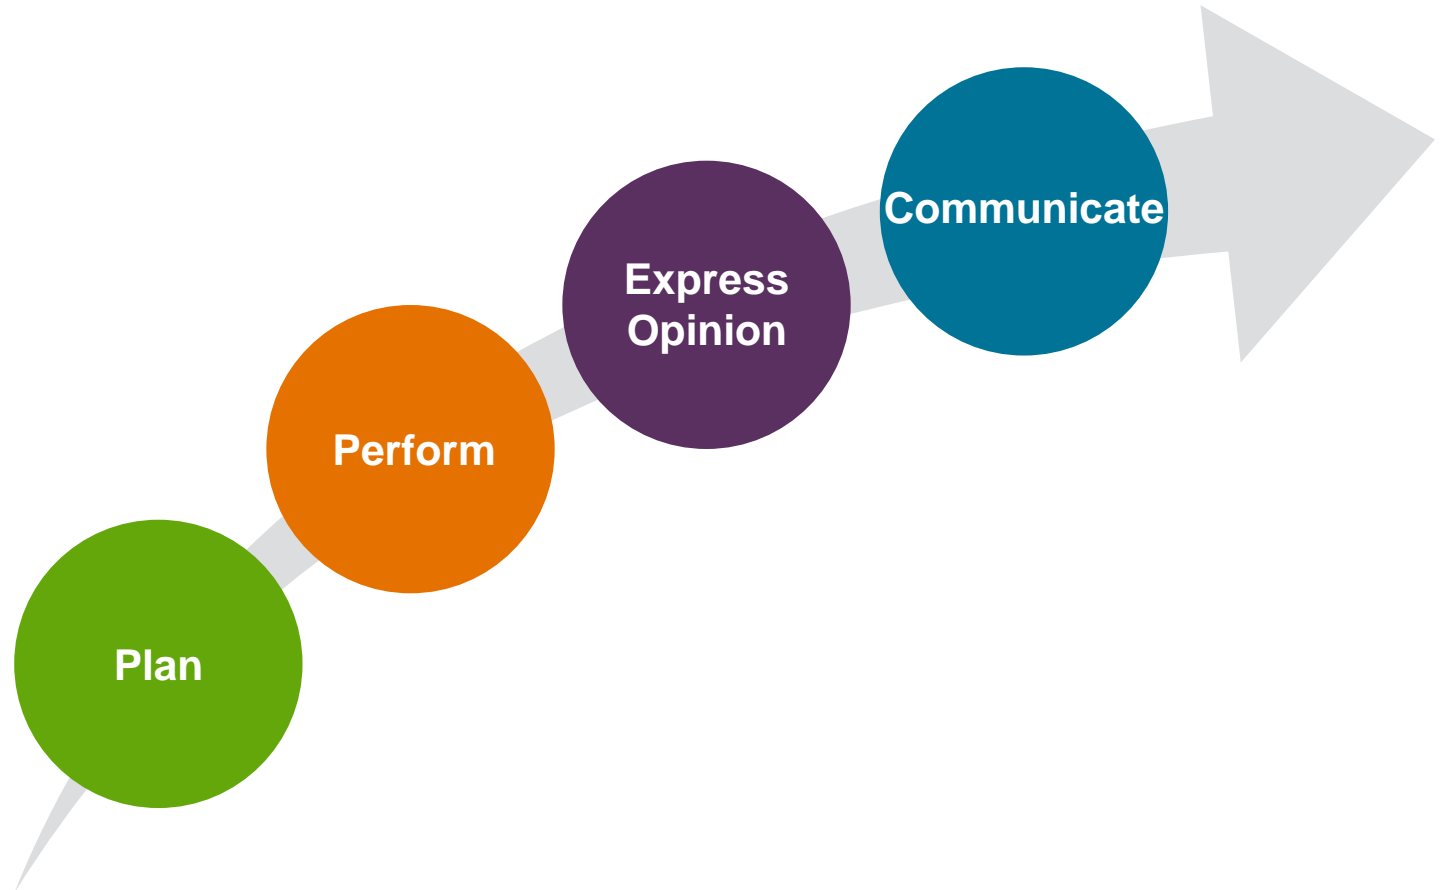 Plan
Perform
Express
Opinion
Communicate